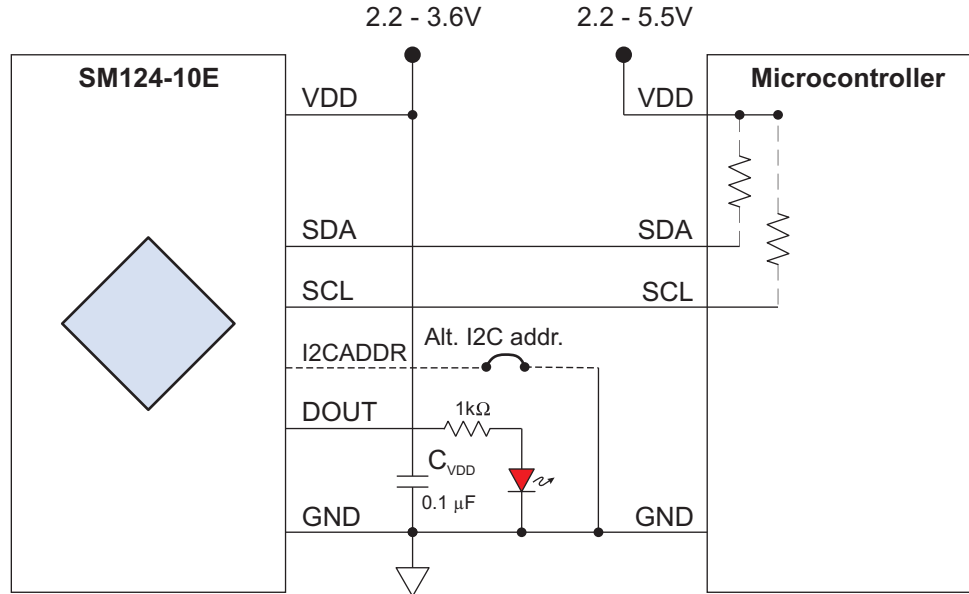 2.2 - 3.6V
2.2 - 5.5V
SM124-10E
Microcontroller
VDD
VDD
SDA
SDA
SCL
SCL
I2CADDR
Alt. I2C addr.
DOUT
1kΩ
CVDD
0.1 µF
GND
GND